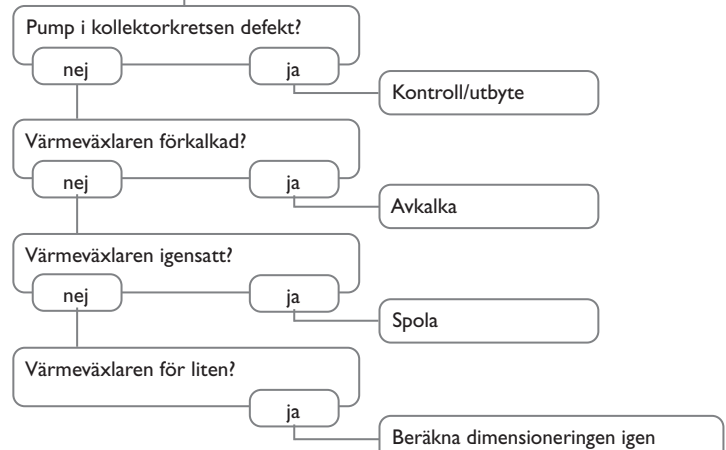 Pump i kollektorkretsen defekt?
nej
ja
Kontroll/utbyte
Värmeväxlaren förkalkad?
nej
ja
Avkalka
Värmeväxlaren igensatt?
nej
ja
Spola
Värmeväxlaren för liten?
ja
Beräkna dimensioneringen igen